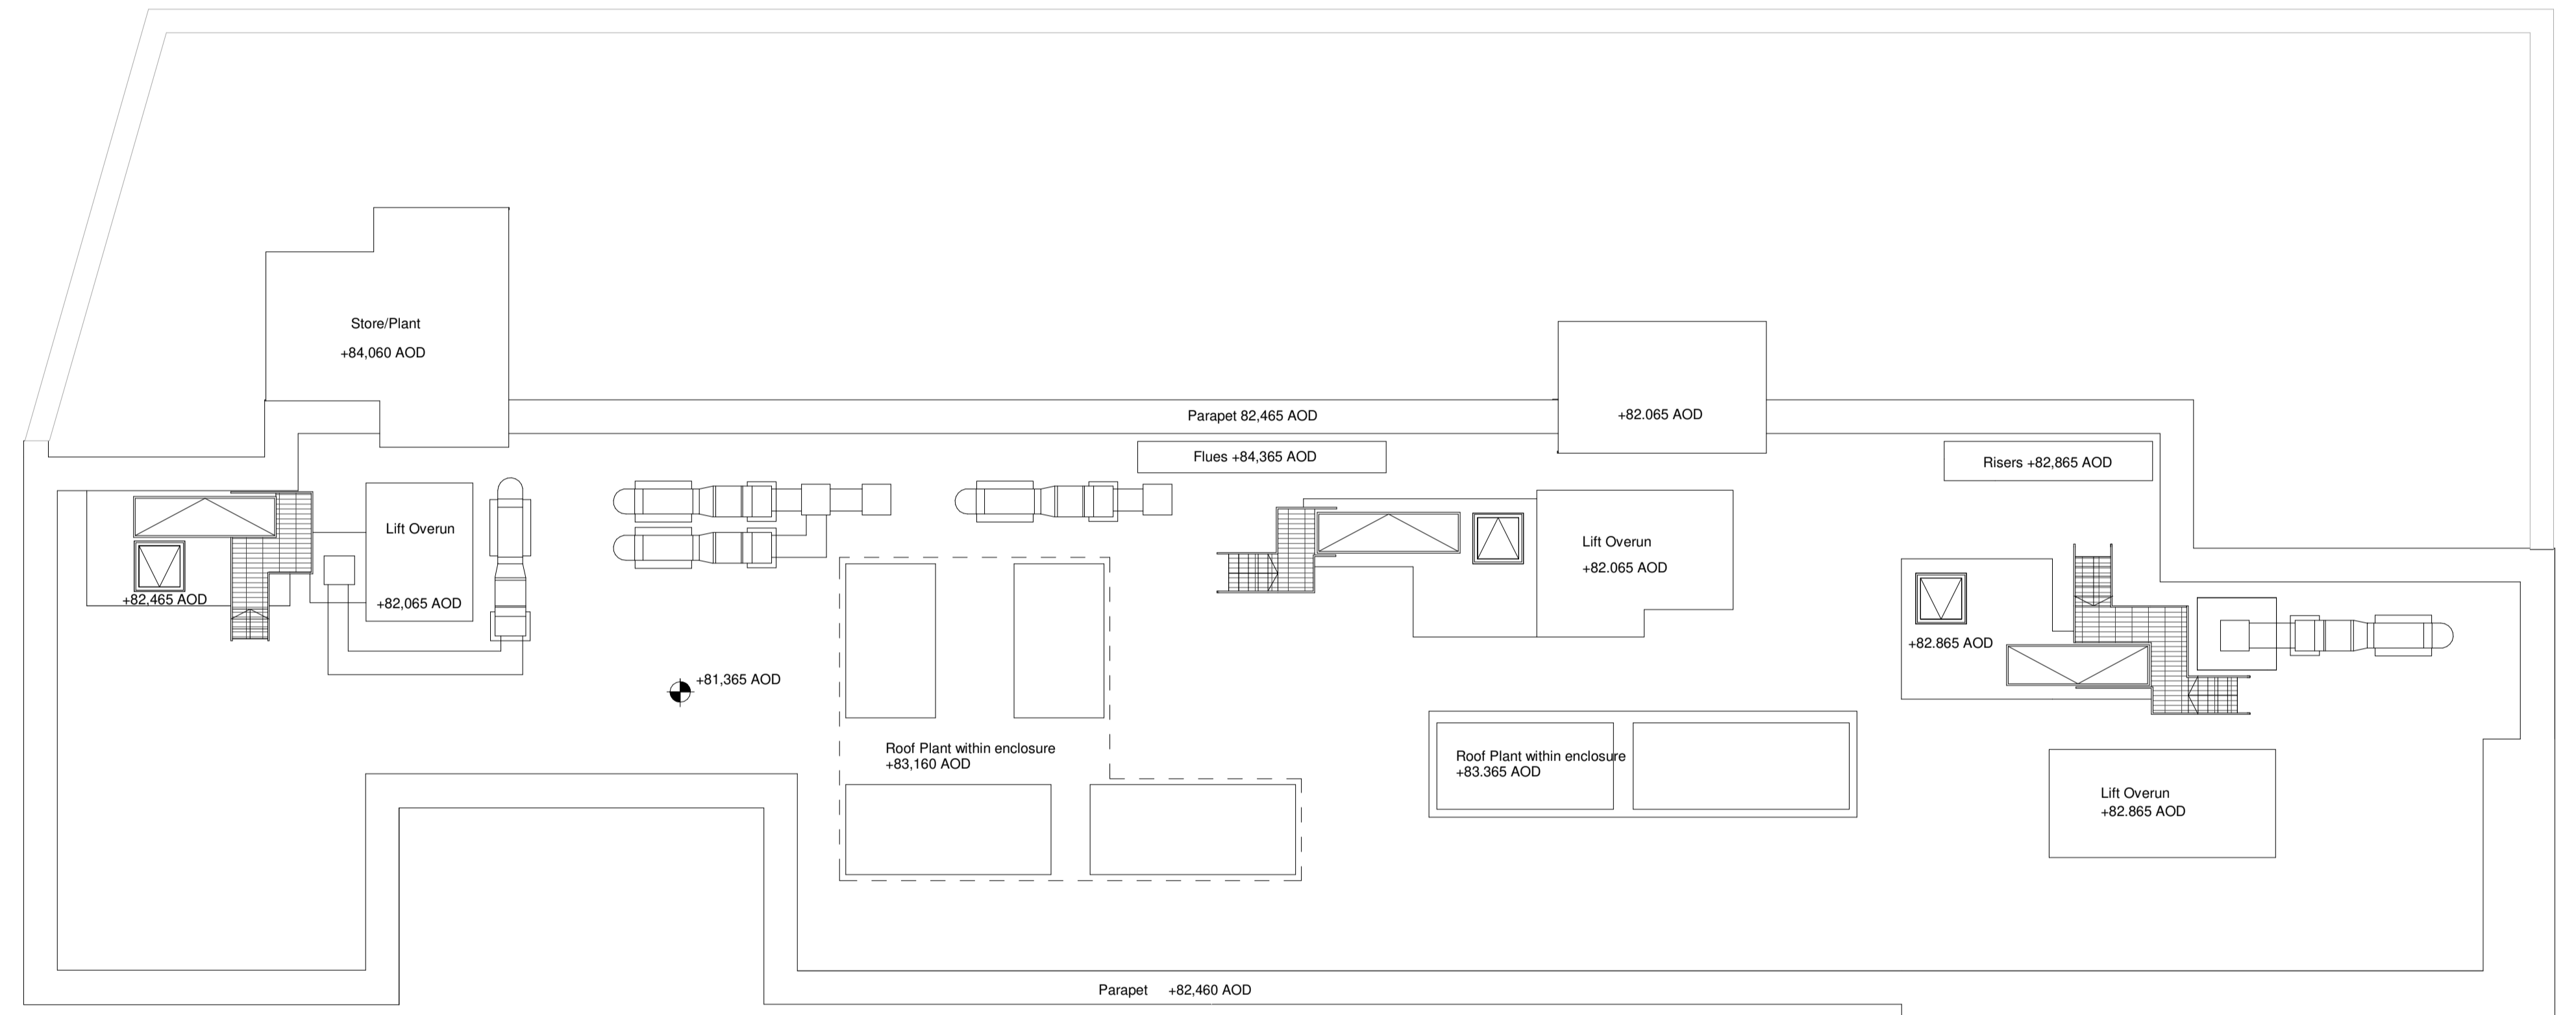 Store/Plant
+84,060 AOD
Parapet 82,465 AOD
+82.065 AOD
Flues +84,365 AOD
Risers +82,865 AOD
Lift Overun
+82,065 AOD
+82,465 AOD
Lift Overun
+82.065 AOD
+82.865 AOD
+81,365 AOD
Roof Plant within enclosure
+83,160 AOD
Roof Plant within enclosure
+83.365 AOD
Lift Overun
+82.865 AOD
Parapet +82,460 AOD